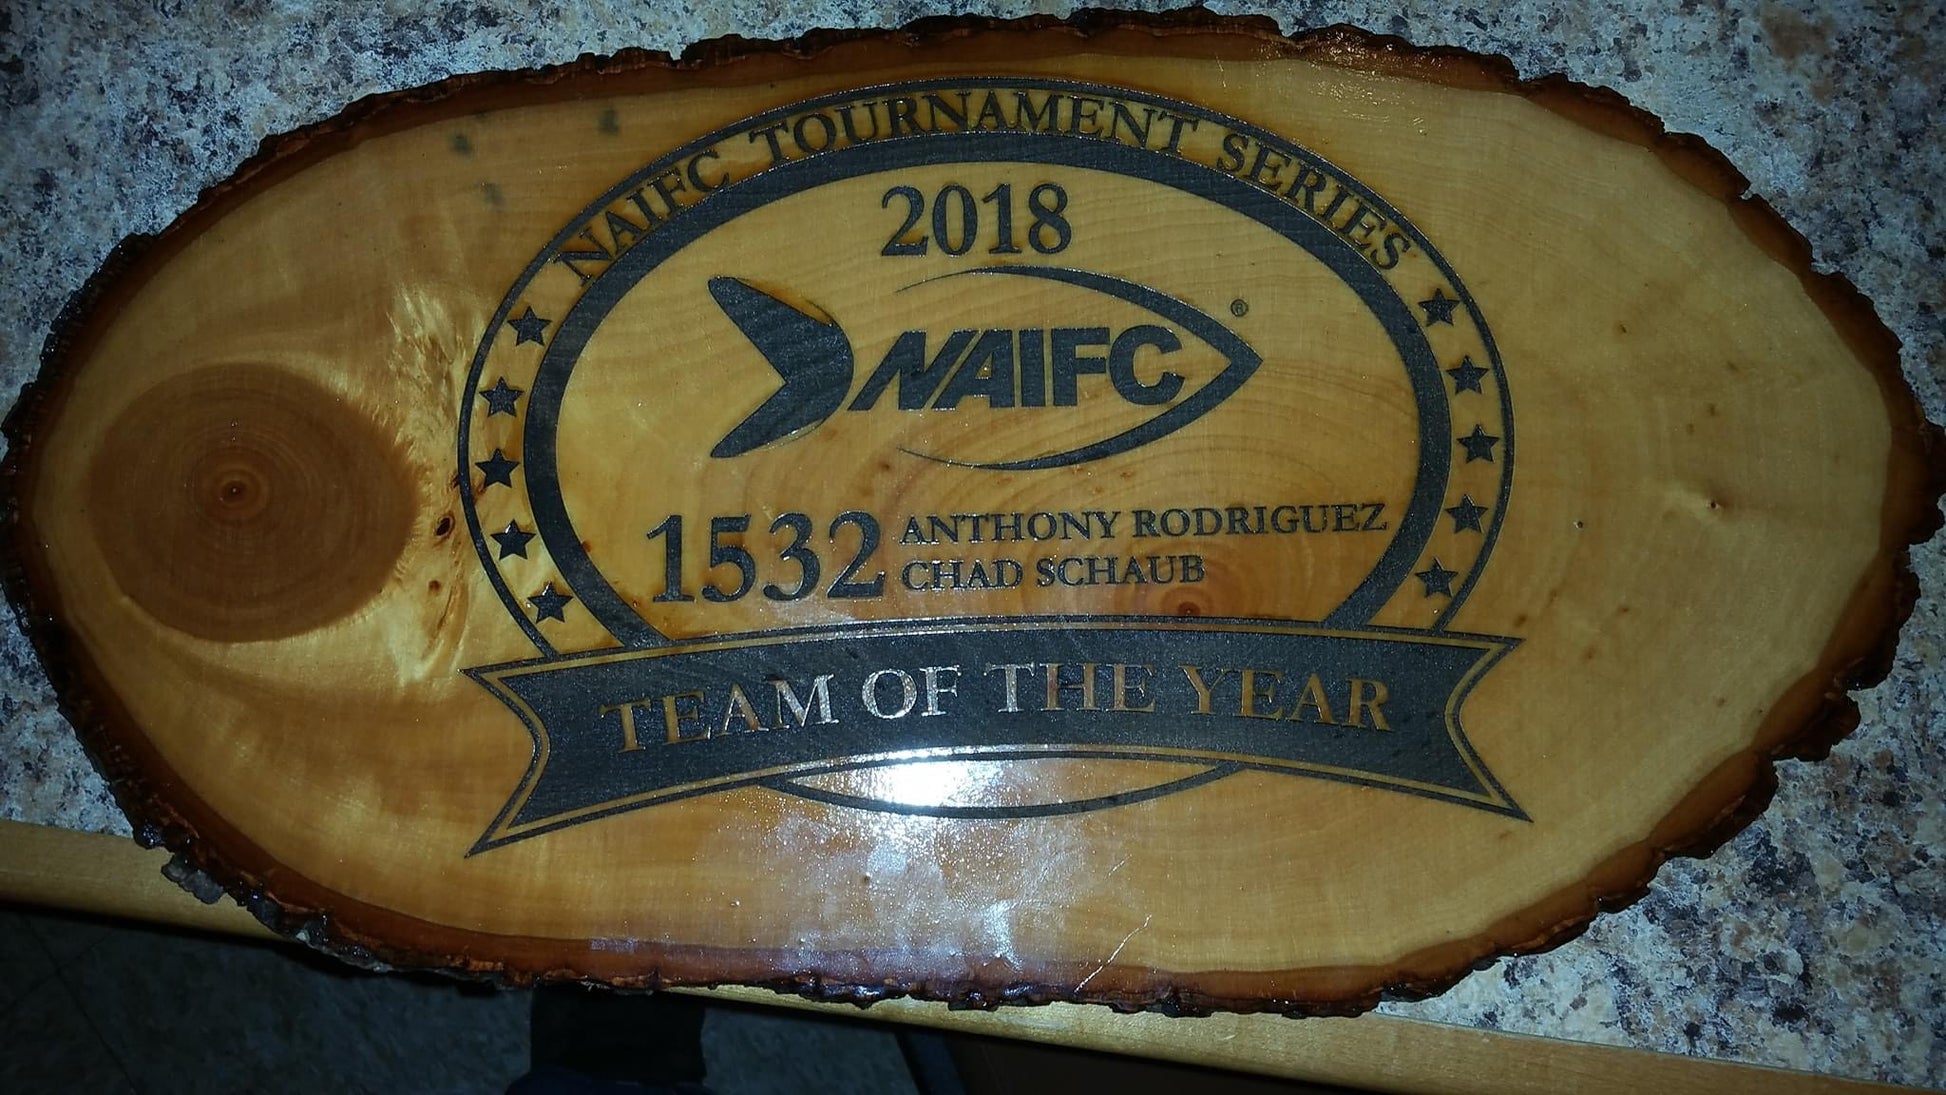 NAIFC TOURNAMENT SERIES
2018
NAIFC®
1532 ANTHONY RODRIGUEZ
CHAD SCHAUB
TEAM OF THE YEAR